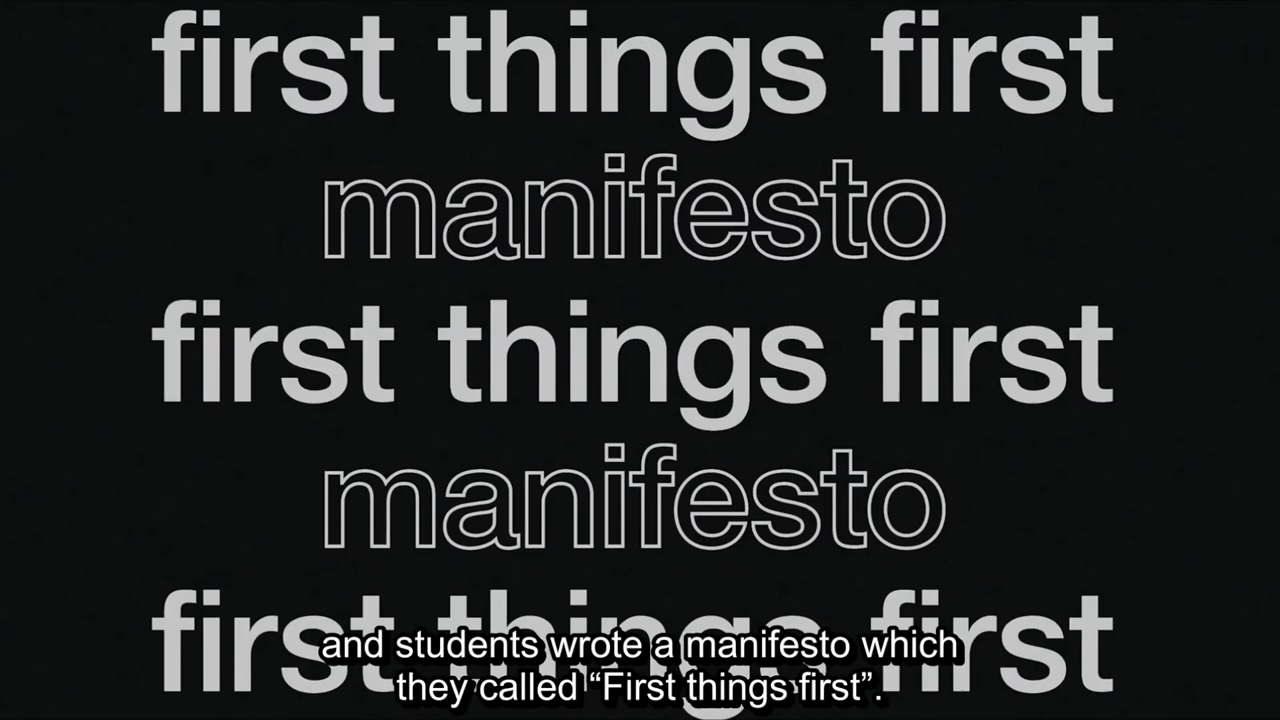 first things first
manifesto
first things first
manifesto
first things first
and students wrote a manifesto which
they called “First things first”.